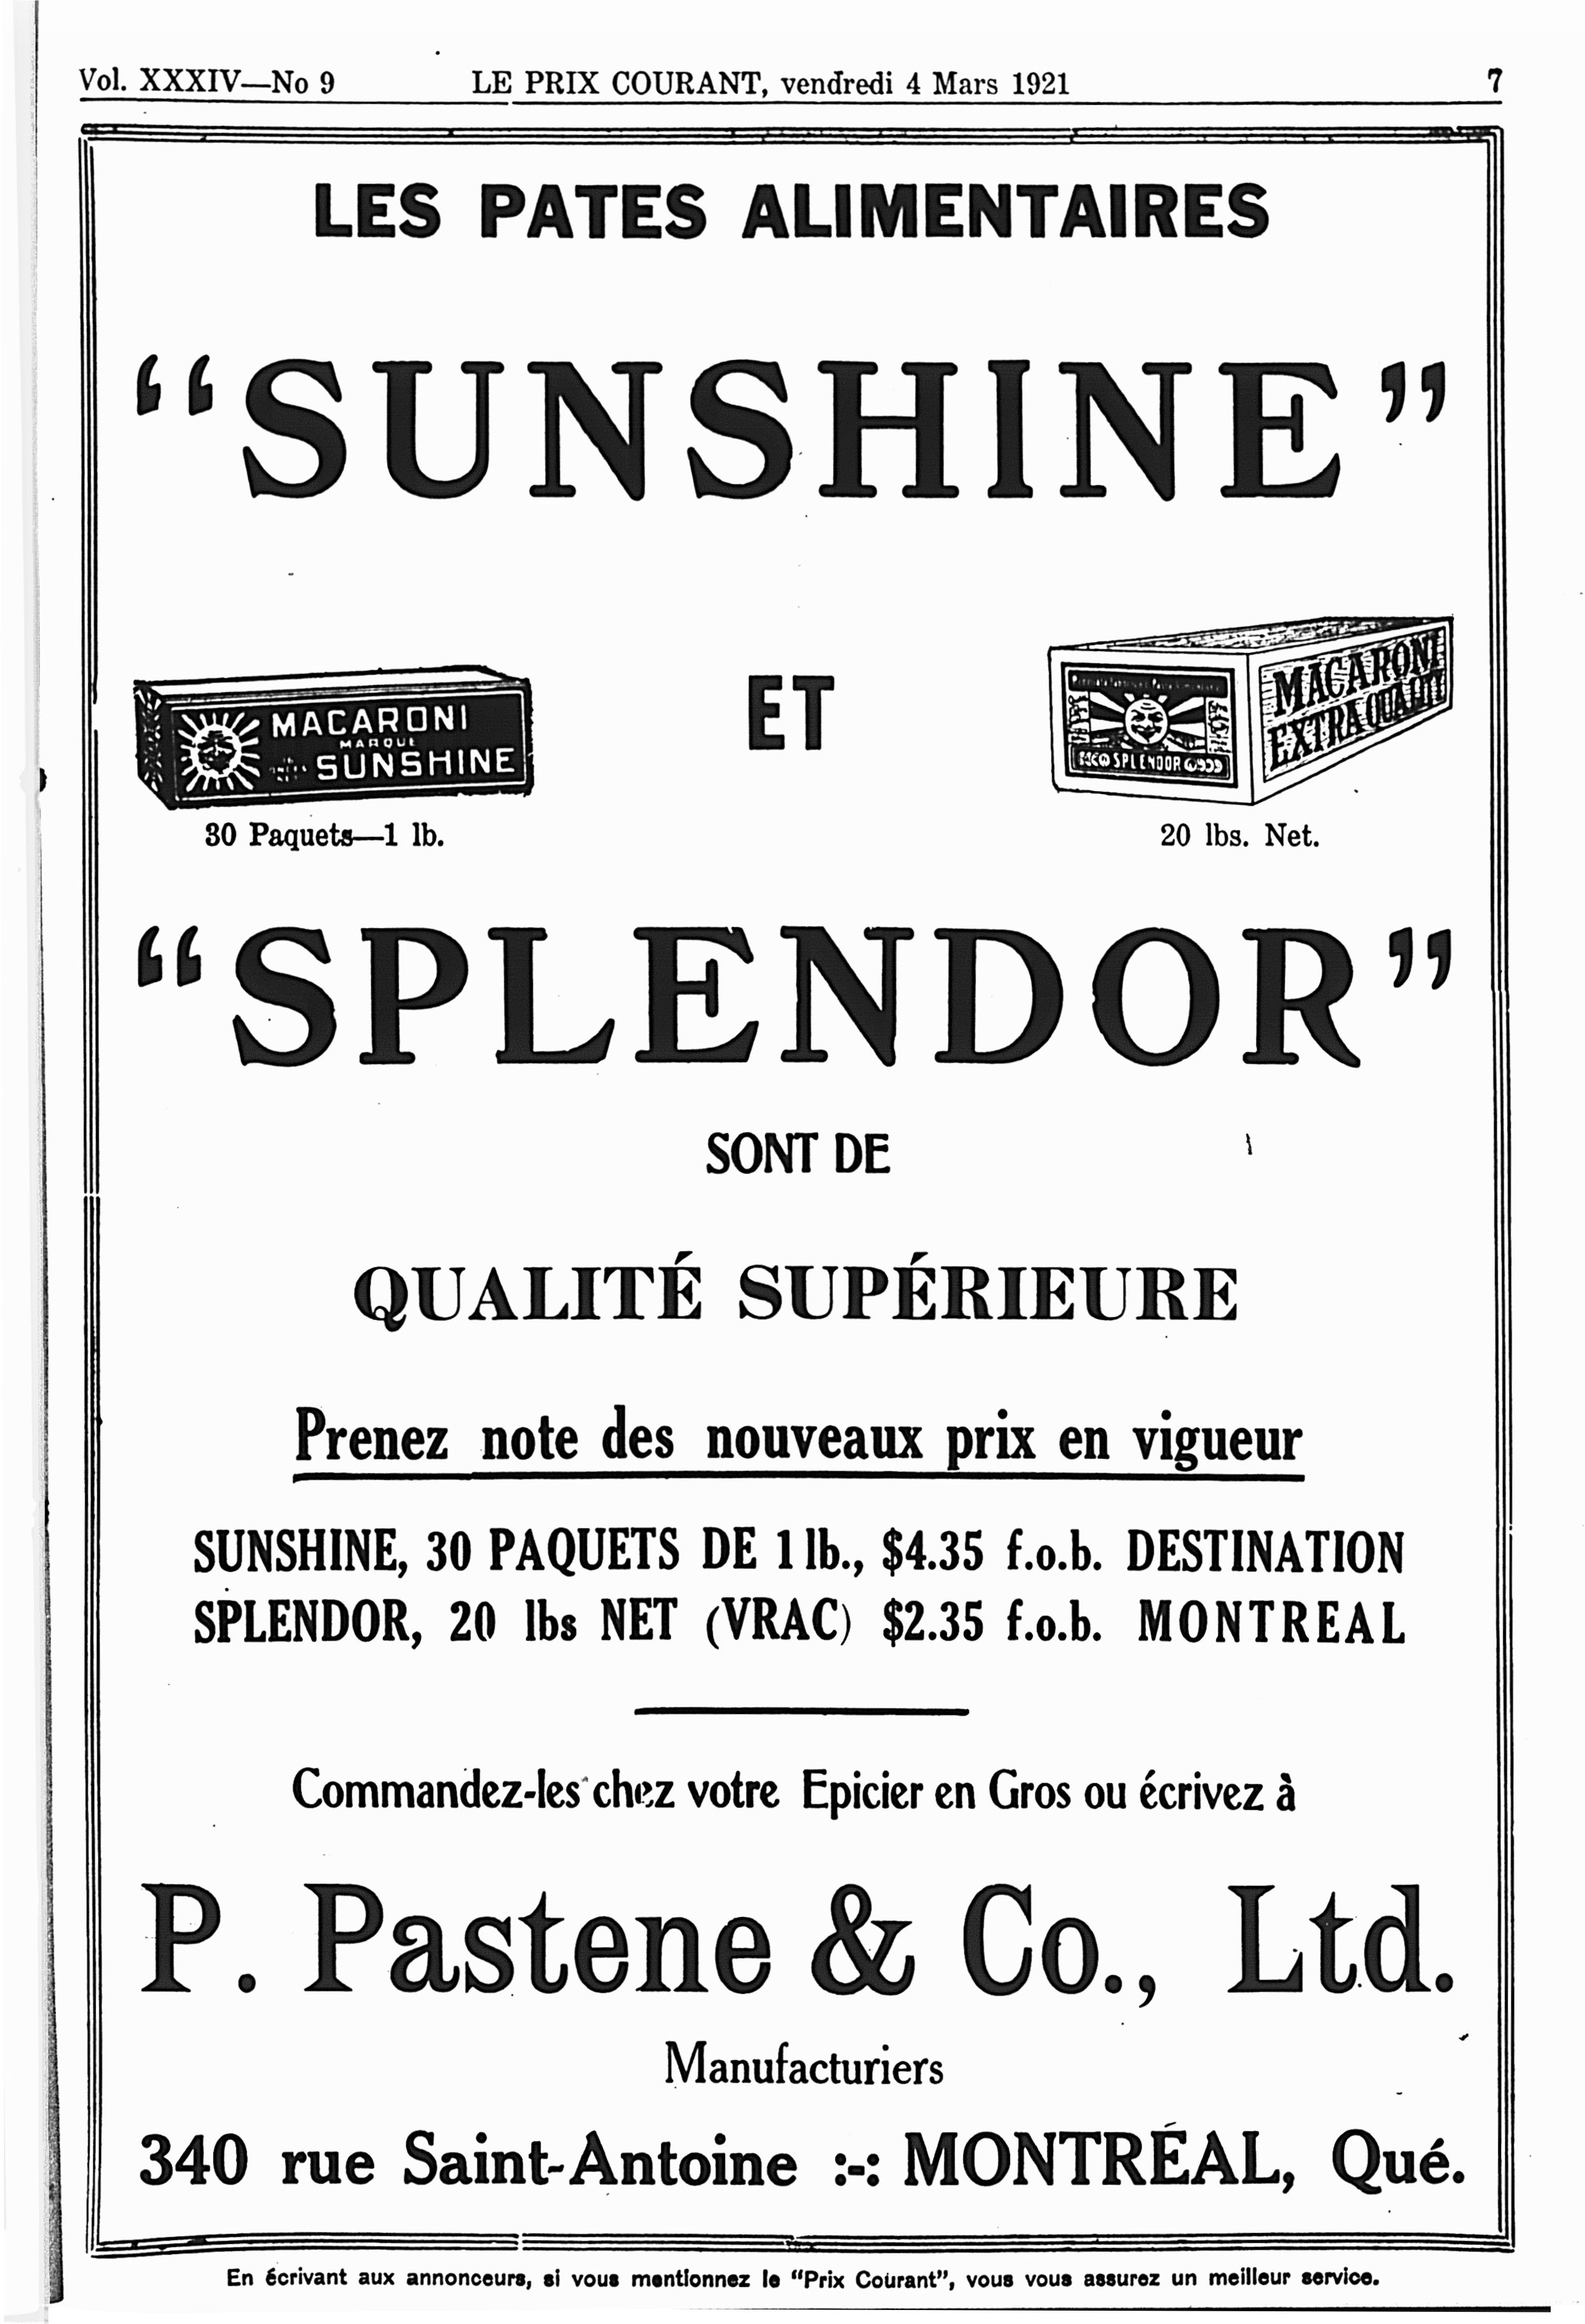 Vol. XXXIV—No 9 LE PRIX COURANT, vendredi 4 Mars 1921 7
LES PATES ALIMENTAIRES
“SUNSHINE”
MACARONI
MARQUE
SUNSHINE
30 Paquets—1 lb.
ET
SPLENDOR
MACARONI
EXTRA QUALITY
20 lbs. Net.
“SPLENDOR”
SONT DE
QUALITÉ SUPÉRIEURE
Prenez note des nouveaux prix en vigueur
SUNSHINE, 30 PAQUETS DE 1 lb., $4.35 f.o.b. DESTINATION
SPLENDOR, 20 lbs NET (VRAC) $2.35 f.o.b. MONTREAL
Commandez-les chez votre Epicier en Gros ou écrivez à
P. Pastene & Co., Ltd.
Manufacturiers
340 rue Saint-Antoine :-: MONTRÉAL, Qué.
En écrivant aux annonceurs, si vous mentionnez le “Prix Courant”, vous vous assurez un meilleur service.